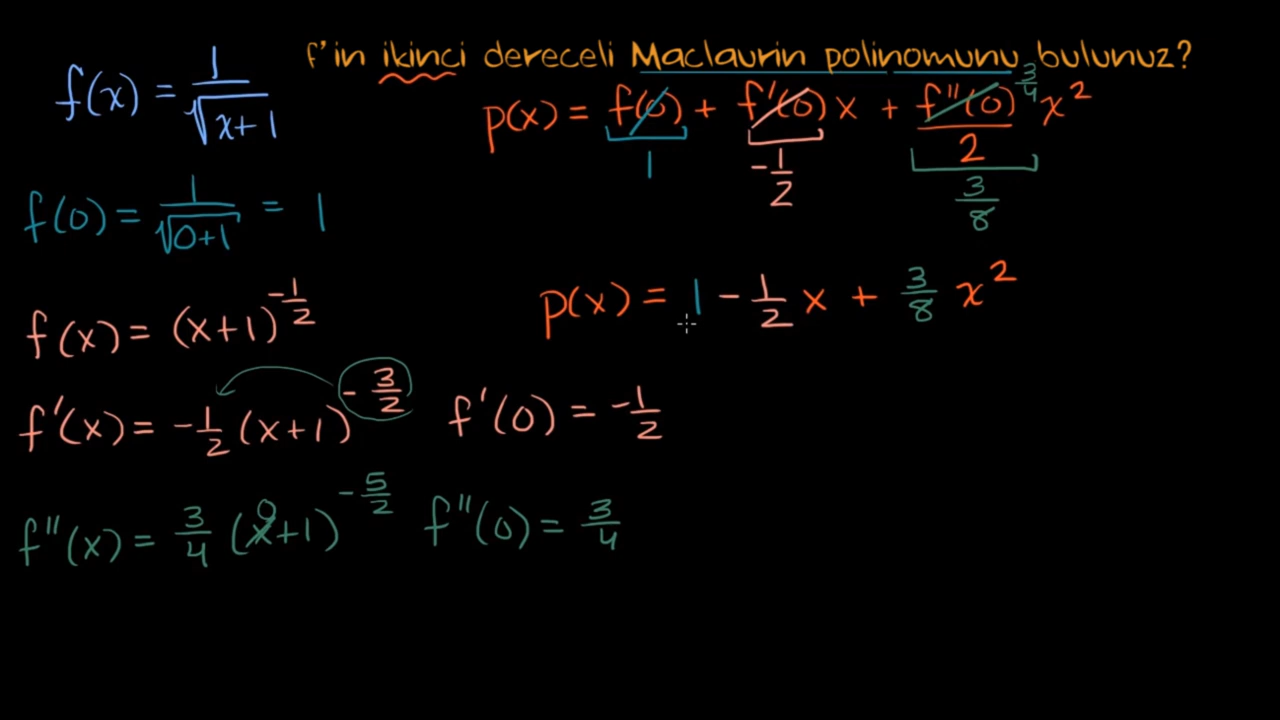 f'in ikinci dereceli Maclaurin polinomunu bulunuz?
f(x) = 1/√(x+1)
p(x) = f(0) + f'(0) x + f''(0)/2 x² 3/4
1 -1/2 3/8
f(0) = 1/√(0+1) = 1
p(x) = 1 - 1/2 x + 3/8 x²
f(x) = (x+1)^(-1/2)
f'(x) = -1/2 (x+1)^(-3/2) f'(0) = -1/2
f''(x) = 3/4 (x+1)^(-5/2) 0 f''(0) = 3/4